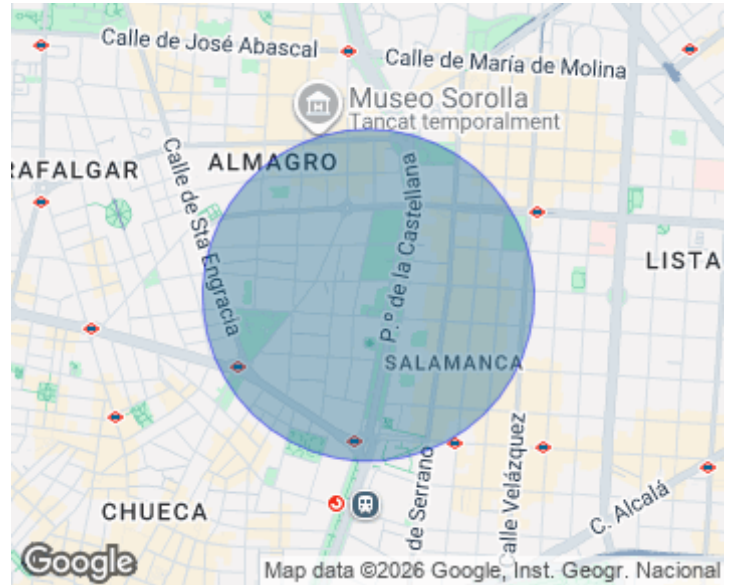 Calle de José Abascal
Calle de María de Molina
Museo Sorolla
Tancat temporalment
RAFALGAR
ALMAGRO
Calle de Sta Engracia
P.º de la Castellana
LISTA
SALAMANCA
CHUECA
de Serrano
Calle Velázquez
C. Alcalá
Google
Map data ©2026 Google, Inst. Geogr. Nacional